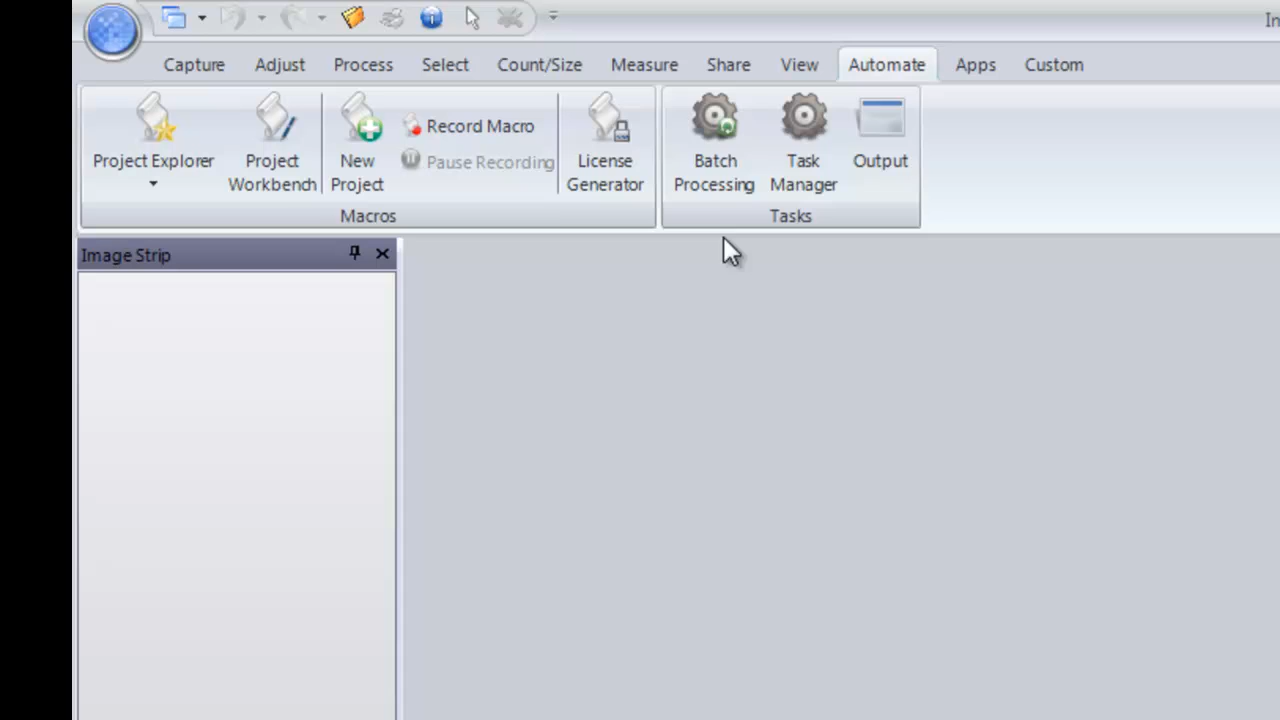 In
Capture Adjust Process Select Count/Size Measure Share View Automate Apps Custom
Project Explorer
Project
Workbench
New
Project
Record Macro
Pause Recording
License
Generator
Macros
Batch
Processing
Task
Manager
Output
Tasks
Image Strip